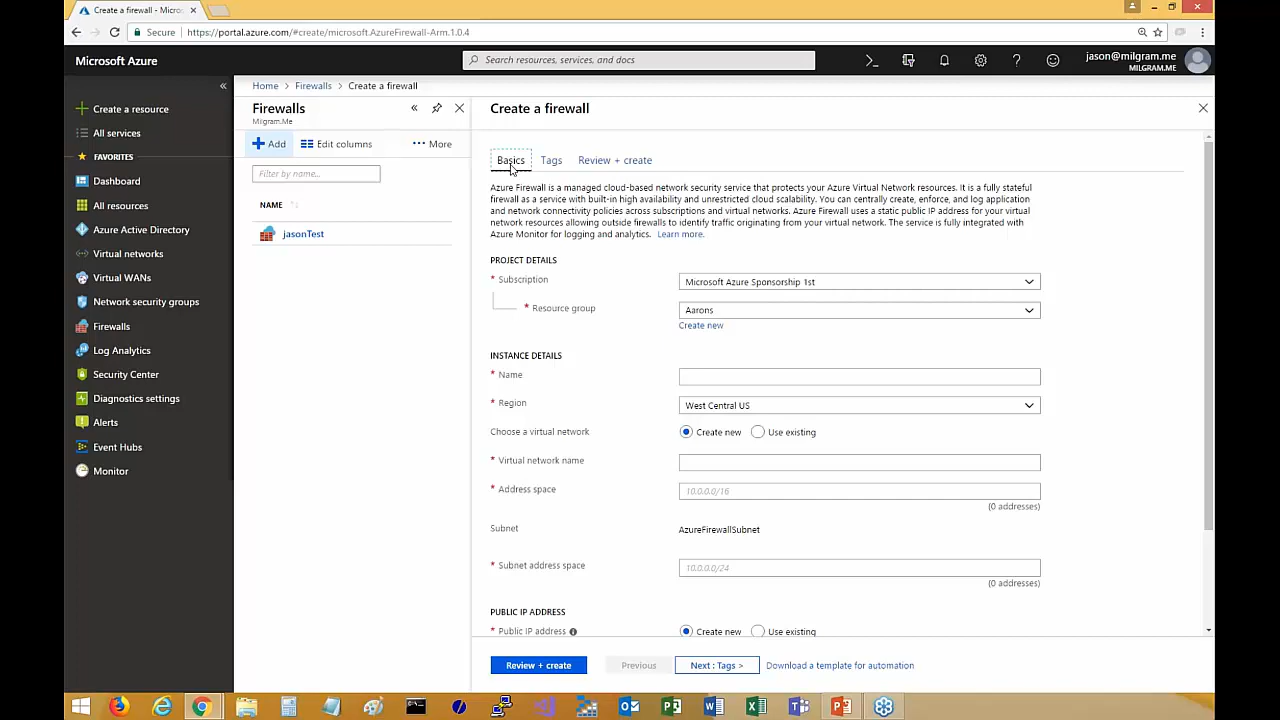 Create a firewall - Micros
Secure
https://portal.azure.com/#create/microsoft.AzureFirewall-Arm.1.0.4
Microsoft Azure
Search resources, services, and docs
jason@milgram.me
MILGRAM.ME
Create a resource
All services
FAVORITES
Dashboard
All resources
Azure Active Directory
Virtual networks
Virtual WANs
Network security groups
Firewalls
Log Analytics
Security Center
Diagnostics settings
Alerts
Event Hubs
Monitor
Home > Firewalls > Create a firewall
Firewalls
Milgram.Me
Add
Edit columns
More
Filter by name...
NAME
jasonTest
Create a firewall
Basics
Tags
Review + create
Azure Firewall is a managed cloud-based network security service that protects your Azure Virtual Network resources. It is a fully stateful
firewall as a service with built-in high availability and unrestricted cloud scalability. You can centrally create, enforce, and log application
and network connectivity policies across subscriptions and virtual networks. Azure Firewall uses a static public IP address for your virtual
network resources allowing outside firewalls to identify traffic originating from your virtual network. The service is fully integrated with
Azure Monitor for logging and analytics. Learn more.
PROJECT DETAILS
* Subscription
Microsoft Azure Sponsorship 1st
* Resource group
Aarons
Create new
INSTANCE DETAILS
* Name
* Region
West Central US
Choose a virtual network
Create new
Use existing
* Virtual network name
* Address space
10.0.0.0/16
(0 addresses)
Subnet
AzureFirewallSubnet
* Subnet address space
10.0.0.0/24
(0 addresses)
PUBLIC IP ADDRESS
* Public IP address
Create new
Use existing
Review + create
Previous
Next : Tags >
Download a template for automation